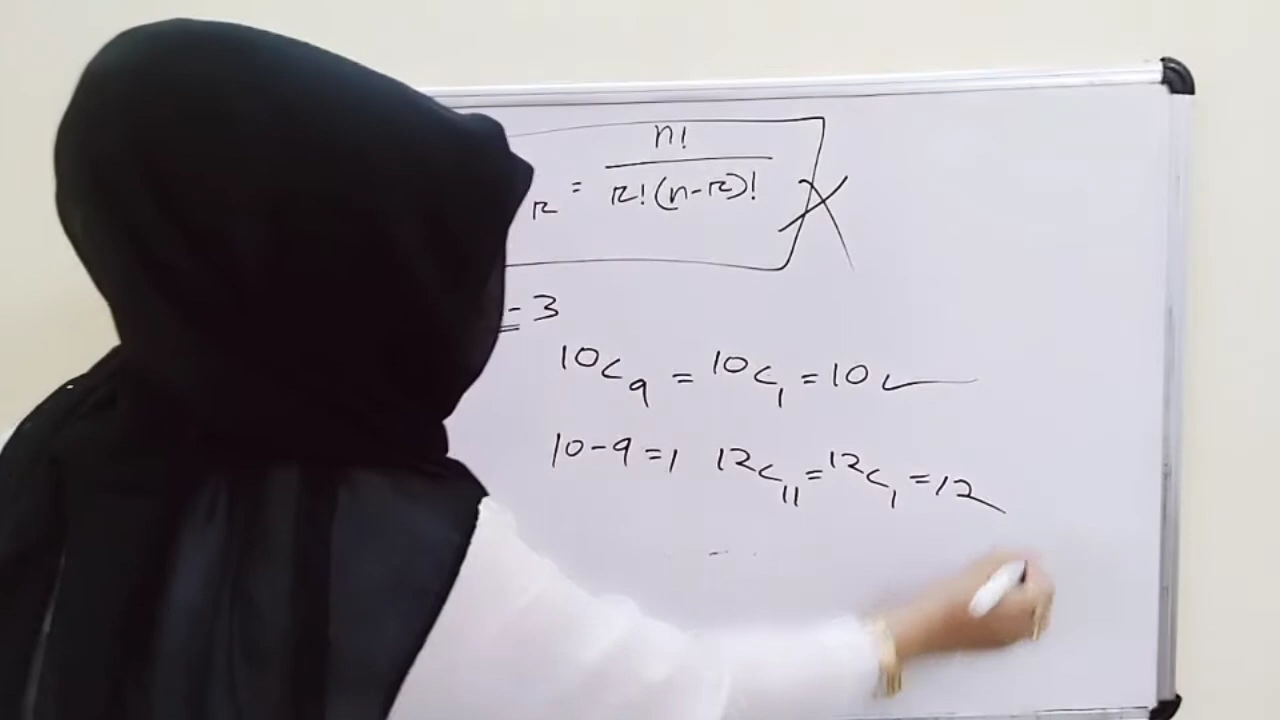 R = n! / R!(n-R)!
- 3
¹⁰C₉ = ¹⁰C₁ = 10
10-9=1 ¹²C₁₁ = ¹²C₁ = 12